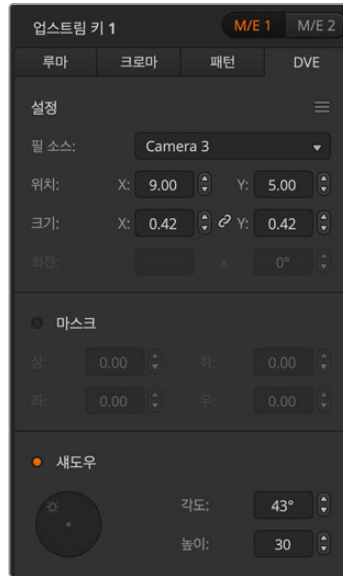 업스트림 키 1 M/E 1 M/E 2
루마 크로마 패턴 DVE
설정
필 소스: Camera 3
위치: X: 9.00 Y: 5.00
크기: X: 0.42 Y: 0.42
회전: x 0°
마스크
상: 0.00 하: 0.00
좌: 0.00 우: 0.00
섀도우
각도: 43°
높이: 30